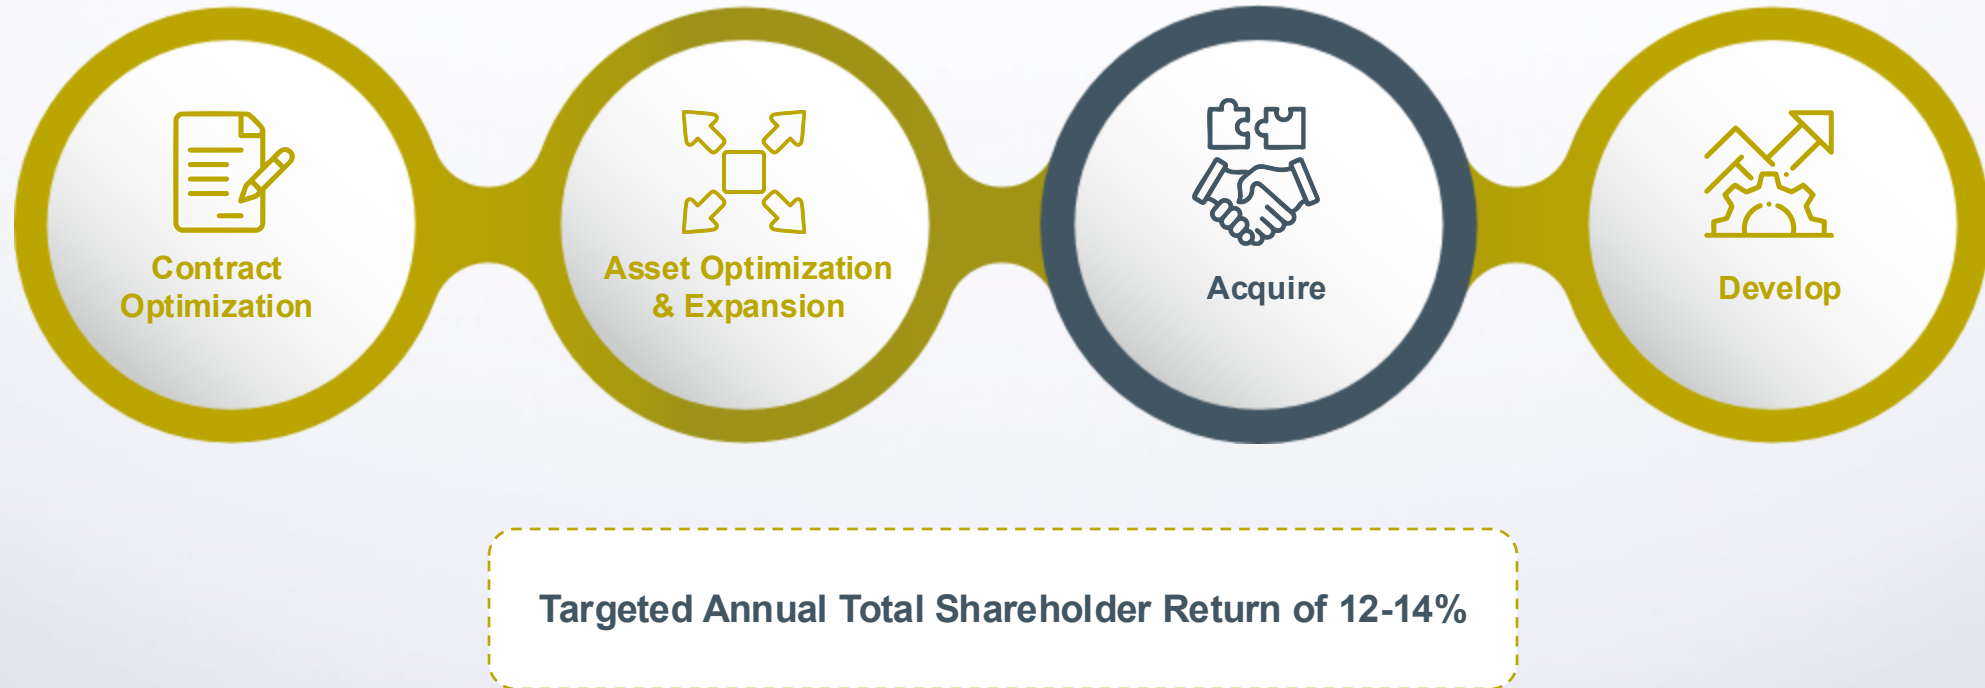 Contract
Optimization
Asset Optimization
& Expansion
Acquire
Develop
Targeted Annual Total Shareholder Return of 12-14%